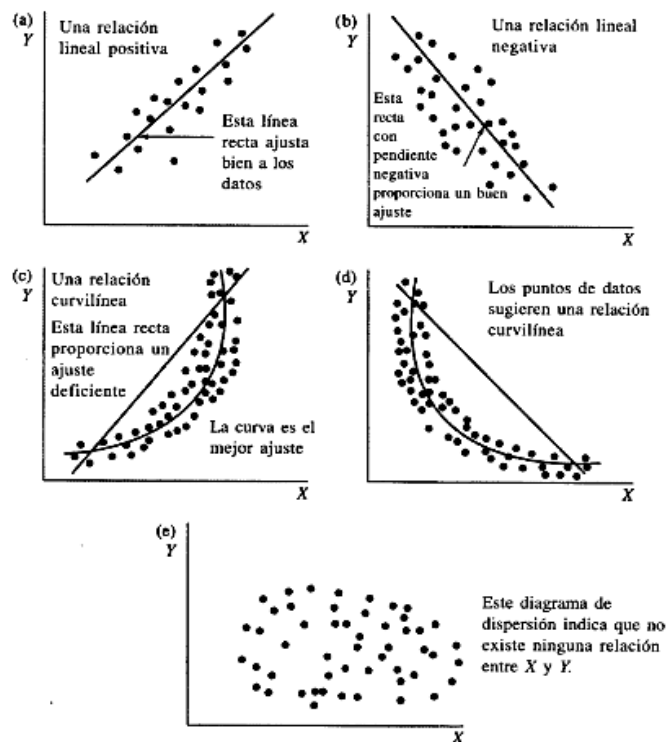 (a)
Y
Una relación
lineal positiva
Esta línea
recta ajusta
bien a los
datos
X
(b)
Y
Una relación lineal
negativa
Esta
recta
con
pendiente
negativa
proporciona un buen
ajuste
X
(c)
Y
Una relación
curvilínea
Esta línea recta
proporciona un
ajuste
deficiente
La curva es el
mejor ajuste
X
(d)
Y
Los puntos de datos
sugieren una relación
curvilínea
X
(e)
Y
Este diagrama de
dispersión indica que no
existe ninguna relación
entre X y Y.
X